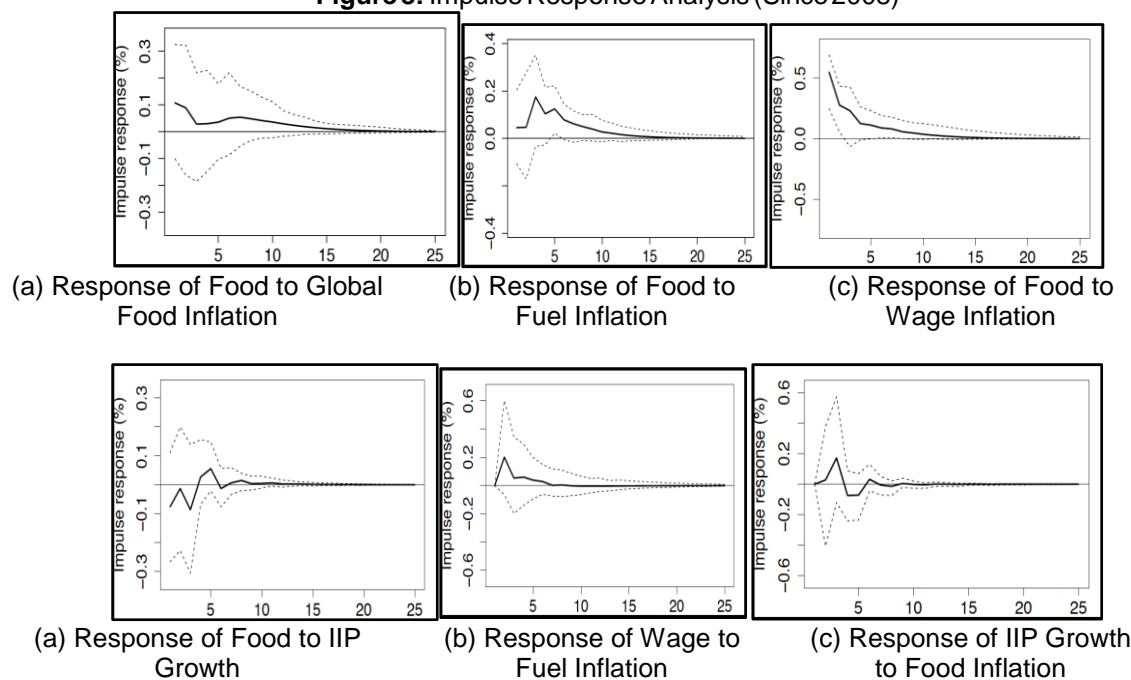 Impulse Response Analysis
Impulse response (%)
0.3
0.1
−0.1
−0.3
5 10 15 20 25
Impulse response (%)
0.4
0.2
0.0
−0.4
5 10 15 20 25
Impulse response (%)
0.5
0.0
−0.5
5 10 15 20 25
(a) Response of Food to Global
Food Inflation
(b) Response of Food to
Fuel Inflation
(c) Response of Food to
Wage Inflation
Impulse response (%)
0.3
0.1
−0.1
−0.3
5 10 15 20 25
Impulse response (%)
0.6
0.2
−0.2
−0.6
5 10 15 20 25
Impulse response (%)
0.6
0.2
−0.2
−0.6
5 10 15 20 25
(a) Response of Food to IIP
Growth
(b) Response of Wage to
Fuel Inflation
(c) Response of IIP Growth
to Food Inflation